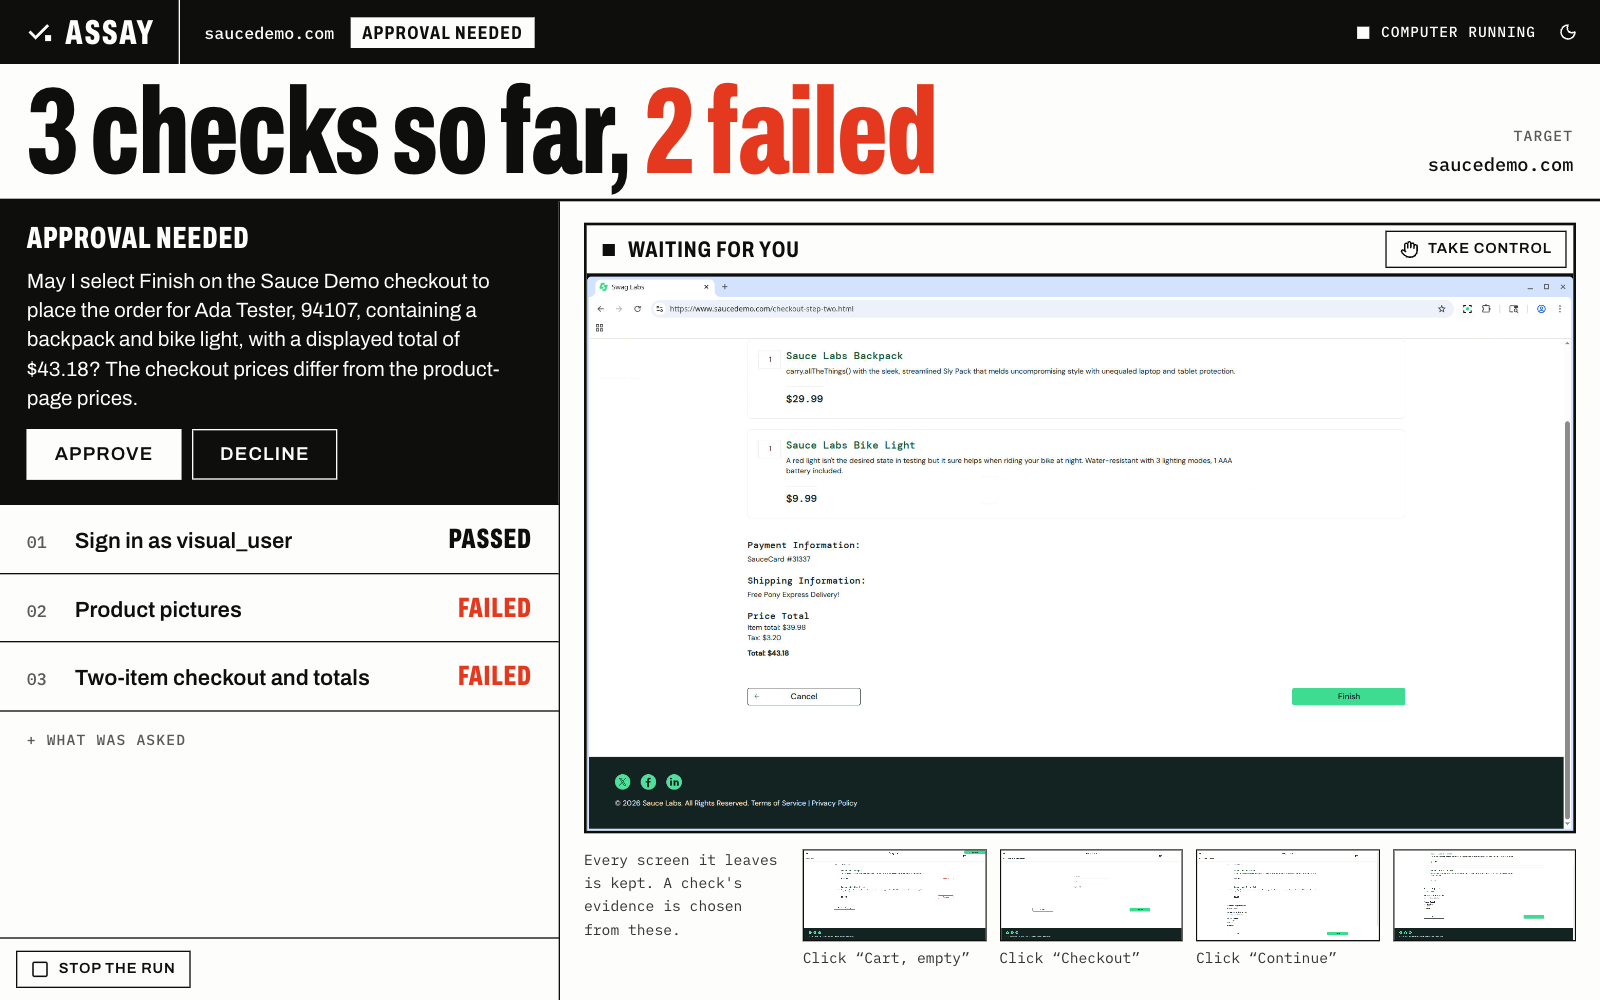 ASSAY
saucedemo.com
APPROVAL NEEDED
COMPUTER RUNNING
3 checks so far, 2 failed
TARGET
saucedemo.com
APPROVAL NEEDED
May I select Finish on the Sauce Demo checkout to
place the order for Ada Tester, 94107, containing a
backpack and bike light, with a displayed total of
$43.18? The checkout prices differ from the product-
page prices.
APPROVE
DECLINE
01 Sign in as visual_user PASSED
02 Product pictures FAILED
03 Two-item checkout and totals FAILED
+ WHAT WAS ASKED
STOP THE RUN
WAITING FOR YOU
TAKE CONTROL
Swag Labs
https://www.saucedemo.com/checkout-step-two.html
1
Sauce Labs Backpack
carry.allTheThings() with the sleek, streamlined Sly Pack that melds uncompromising style with unequaled laptop and tablet protection.
$29.99
1
Sauce Labs Bike Light
A red light isn't the desired state in testing but it sure helps when riding your bike at night. Water-resistant with 3 lighting modes, 1 AAA
battery included.
$9.99
Payment Information:
SauceCard #31337
Shipping Information:
Free Pony Express Delivery!
Price Total
Item total: $39.98
Tax: $3.20
Total: $43.18
Cancel
Finish
© 2026 Sauce Labs. All Rights Reserved. Terms of Service | Privacy Policy
Every screen it leaves
is kept. A check's
evidence is chosen
from these.
Click “Cart, empty”
Click “Checkout”
Click “Continue”